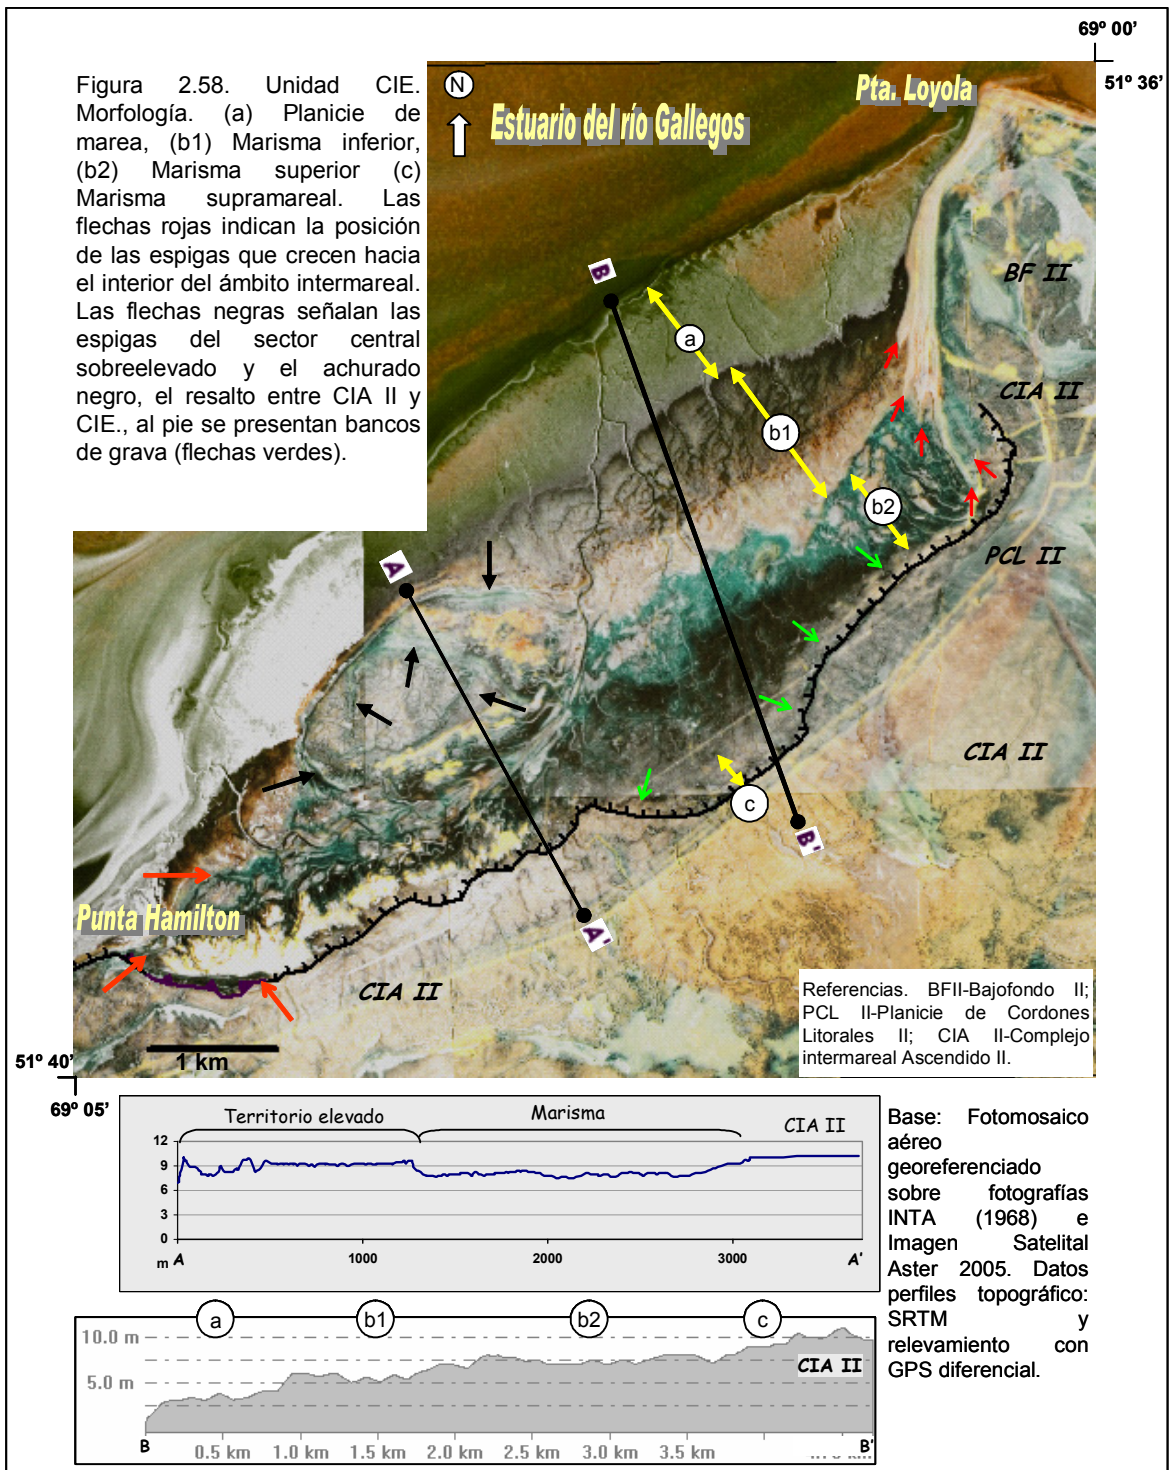 69º 00’
51º 36’
Figura 2.58. Unidad CIE.
Morfología. (a) Planicie de
marea, (b1) Marisma inferior,
(b2) Marisma superior (c)
Marisma supramareal. Las
flechas rojas indican la posición
de las espigas que crecen hacia
el interior del ámbito intermareal.
Las flechas negras señalan las
espigas del sector central
sobreelevado y el achurado
negro, el resalto entre CIA II y
CIE., al pie se presentan bancos
de grava (flechas verdes).
N
Estuario del río Gallegos
Pta. Loyola
BF II
B
a
CIA II
b1
b2
PCL II
A
CIA II
c
B'
Punta Hamilton
A'
CIA II
1 km
Referencias. BFII-Bajofondo II;
PCL II-Planicie de Cordones
Litorales II; CIA II-Complejo
intermareal Ascendido II.
51º 40’
69º 05’
Territorio elevado
Marisma
CIA II
12
9
6
3
0
m A
1000
2000
3000
A'
Base: Fotomosaico
aéreo
georeferenciado
sobre fotografías
INTA (1968) e
Imagen Satelital
Aster 2005. Datos
perfiles topográfico:
SRTM y
relevamiento con
GPS diferencial.
a
b1
b2
c
10.0 m
5.0 m
CIA II
B
0.5 km
1.0 km
1.5 km
2.0 km
2.5 km
3.0 km
3.5 km
B'